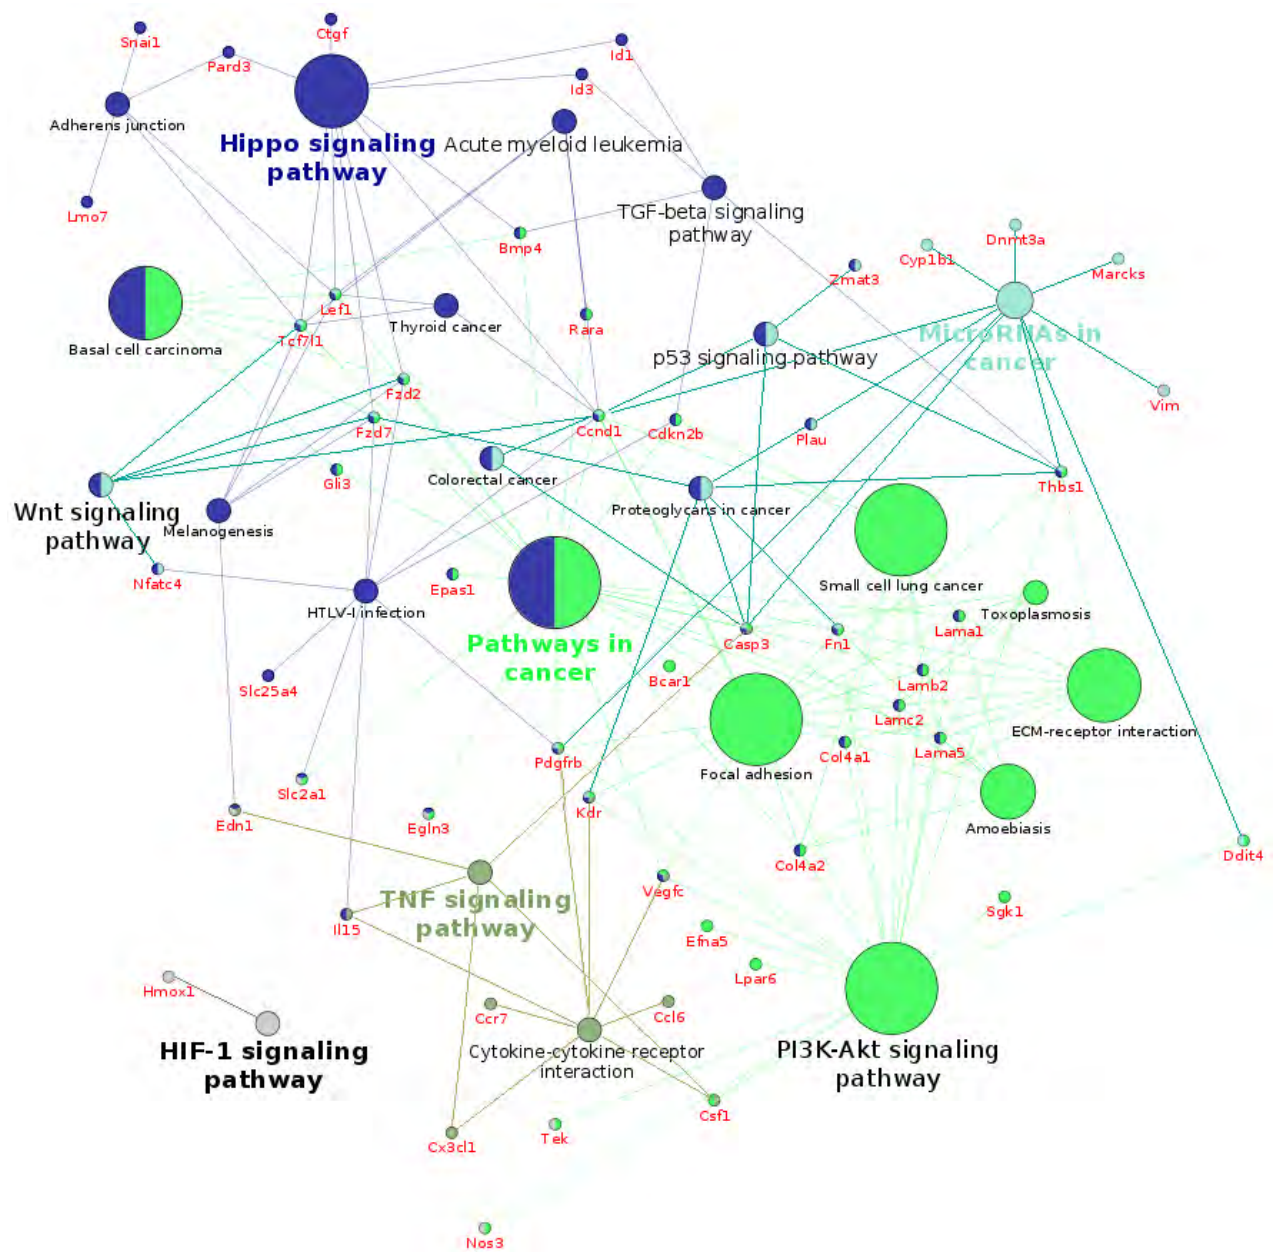 Ctgf
Snai1
Id1
Pard3
Id3
Adherens junction
Hippo signaling
pathway
Acute myeloid leukemia
Lmo7
TGF-beta signaling
pathway
Bmp4
Dnmt3a
Cyp1b1
Marcks
Zmat3
Lef1
Thyroid cancer
Rara
Tcf7l1
Basal cell carcinoma
p53 signaling pathway
MicroRNAs in
cancer
Fzd2
Vim
Fzd7
Ccnd1
Cdkn2b
Plau
Gli3
Colorectal cancer
Thbs1
Wnt signaling
pathway
Melanogenesis
Proteoglycans in cancer
Nfatc4
Epas1
Small cell lung cancer
HTLV-I infection
Toxoplasmosis
Lama1
Pathways in
cancer
Casp3
Fn1
Bcar1
Slc25a4
Lamb2
Lamc2
ECM-receptor interaction
Lama5
Col4a1
Pdgfrb
Focal adhesion
Slc2a1
Edn1
Egln3
Kdr
Amoebiasis
Col4a2
Ddit4
Vegfc
TNF signaling
pathway
Il15
Sgk1
Efna5
Lpar6
Hmox1
Ccr7
Ccl6
HIF-1 signaling
pathway
Cytokine-cytokine receptor
interaction
PI3K-Akt signaling
pathway
Csf1
Cx3cl1
Tek
Nos3